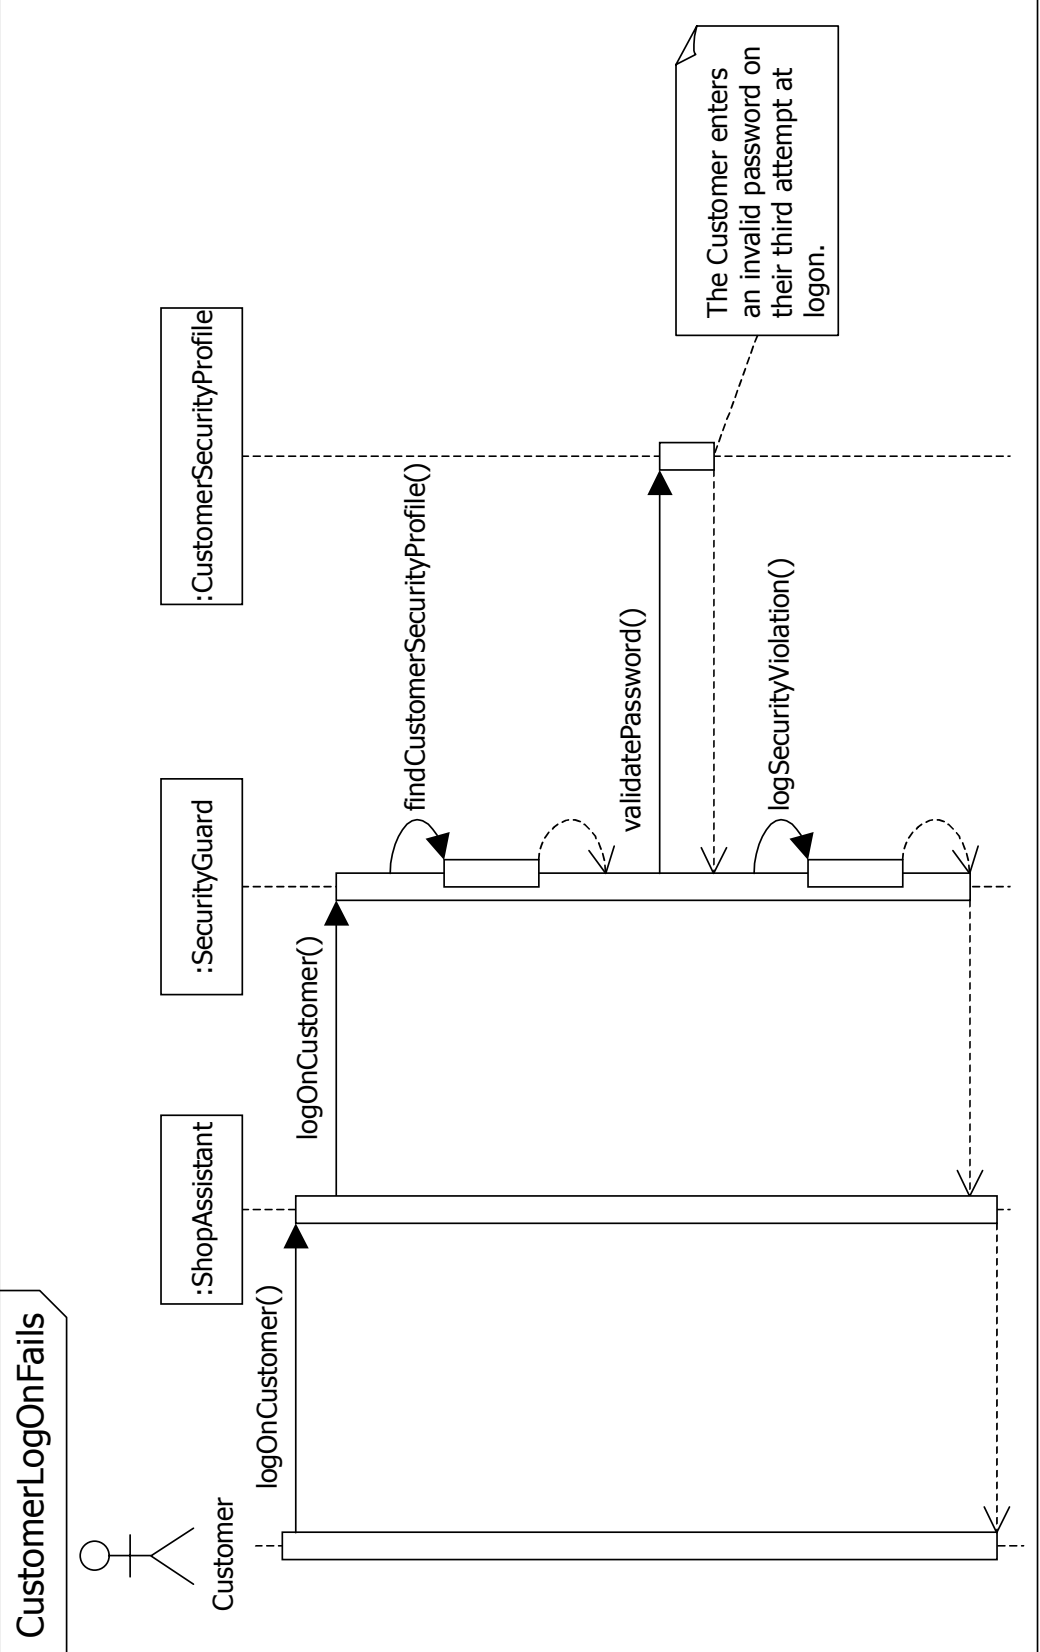 CustomerLogOnFails
Customer
:ShopAssistant
:SecurityGuard
:CustomerSecurityProfile
logOnCustomer()
logOnCustomer()
findCustomerSecurityProfile()
validatePassword()
logSecurityViolation()
The Customer enters
an invalid password on
their third attempt at
logon.